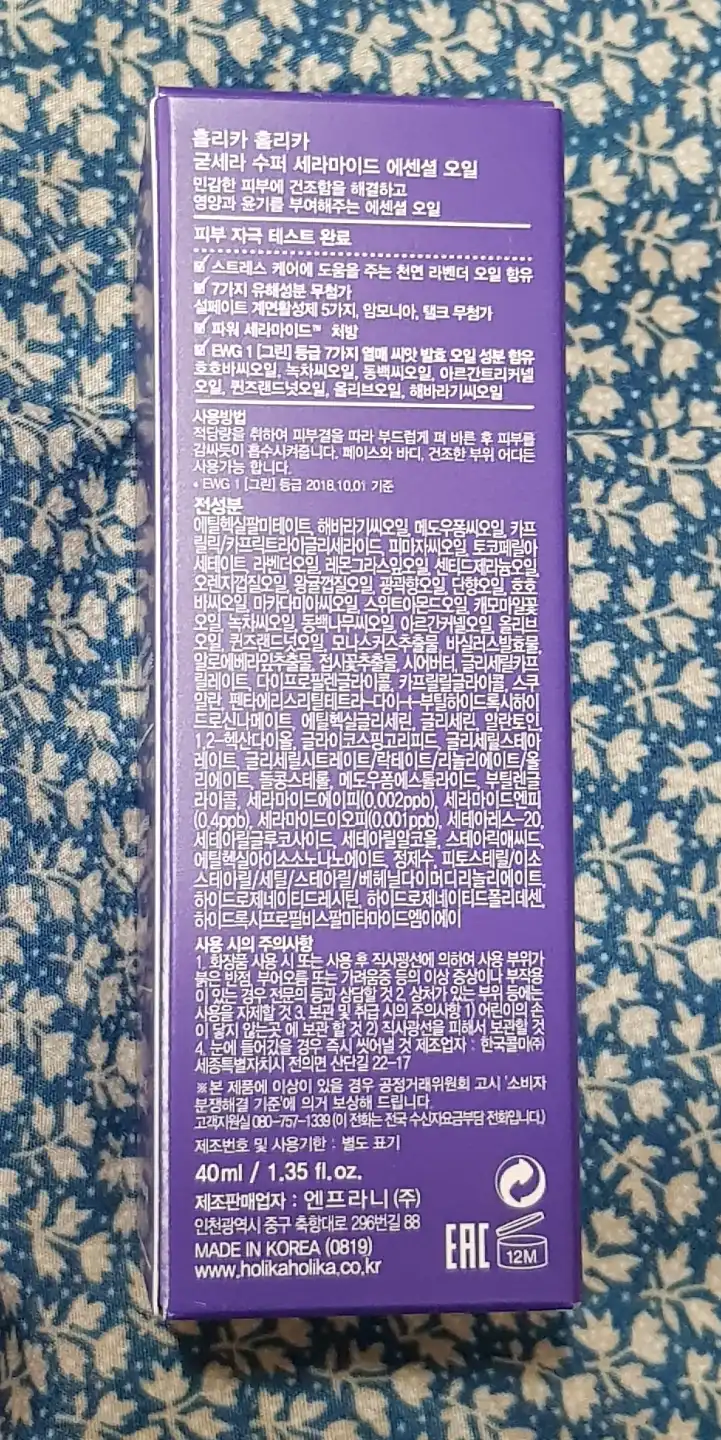 홀리카 홀리카
굳세라 수퍼 세라마이드 에센셜 오일
민감한 피부에 건조함을 해결하고
영양과 윤기를 부여해주는 에센셜 오일
피부 자극 테스트 완료
스트레스 케어에 도움을 주는 천연 라벤더 오일 함유
7가지 유해성분 무첨가
설페이트 계면활성제 5가지, 암모니아, 탤크 무첨가
파워 세라마이드™ 처방
EWG 1 [그린] 등급 7가지 열매 씨앗 발효 오일 성분 함유
호호바씨오일, 녹차씨오일, 동백씨오일, 아르간트리커넬
오일, 퀸즈랜드넛오일, 올리브오일, 해바라기씨오일
사용방법
적당량을 취하여 피부결을 따라 부드럽게 펴 바른 후 피부를
감싸듯이 흡수시켜줍니다. 페이스와 바디, 건조한 부위 어디든
사용가능 합니다.
* EWG 1 [그린] 등급 2018.10.01 기준
전성분
에틸헥실팔미테이트, 해바라기씨오일, 메도우폼씨오일, 카프
릴릭/카프릭트라이글리세라이드, 피마자씨오일, 토코페릴아
세테이트, 라벤더오일, 레몬그라스잎오일, 센티드제라늄오일,
오렌지껍질오일, 왕귤껍질오일, 광곽향오일, 단향오일, 호호
바씨오일, 마카다미아씨오일, 스위트아몬드오일, 캐모마일꽃
오일, 녹차씨오일, 동백나무씨오일, 아르간커넬오일, 올리브
오일, 퀸즈랜드넛오일, 모나스커스추출물, 바실러스발효물,
알로에베라잎추출물, 접시꽃추출물, 시어버터, 글리세릴카프
릴레이트, 다이프로필렌글라이콜, 카프릴릴글라이콜, 스쿠
알란, 펜타에리스리틸테트라-다이-t-부틸하이드록시하이
드로신나메이트, 에틸헥실글리세린, 글리세린, 알란토인,
1,2-헥산다이올, 글라이코스핑고리피드, 글리세릴스테아
레이트, 글리세릴시트레이트/락테이트/리놀리에이트/올
리에이트, 돌콩스테롤, 메도우폼에스톨라이드, 부틸렌글
라이콜, 세라마이드에이피(0.002ppb), 세라마이드엔피
(0.4ppb), 세라마이드이오피(0.001ppb), 세테아레스-20,
세테아릴글루코사이드, 세테아릴알코올, 스테아릭애씨드,
에틸헥실아이소노나노에이트, 정제수, 피토스테릴/이소
스테아릴/세틸/스테아릴/베헤닐다이머디리놀리에이트,
하이드로제네이티드레시틴, 하이드로제네이티드폴리데센,
하이드록시프로필비스팔미타마이드엠이에이
사용 시의 주의사항
1. 화장품 사용 시 또는 사용 후 직사광선에 의하여 사용 부위가
붉은 반점, 부어오름 또는 가려움증 등의 이상 증상이나 부작용
이 있는 경우 전문의 등과 상담할 것 2. 상처가 있는 부위 등에는
사용을 자제할 것 3. 보관 및 취급 시의 주의사항 1) 어린이의 손
이 닿지 않는곳 에 보관 할 것 2) 직사광선을 피해서 보관할 것
4. 눈에 들어갔을 경우 즉시 씻어낼 것 제조업자 : 한국콜마㈜
세종특별자치시 전의면 산단길 22-17
※본 제품에 이상이 있을 경우 공정거래위원회 고시 '소비자
분쟁해결 기준'에 의거 보상해 드립니다.
고객지원실 080-757-1339 (이 전화는 전국 수신자요금부담 전화입니다.)
제조번호 및 사용기한 : 별도 표기
40ml / 1.35 fl.oz.
제조판매업자 : 엔프라니 (주)
인천광역시 중구 축항대로 296번길 88
MADE IN KOREA (0819)
www.holikaholika.co.kr
EAC
12M